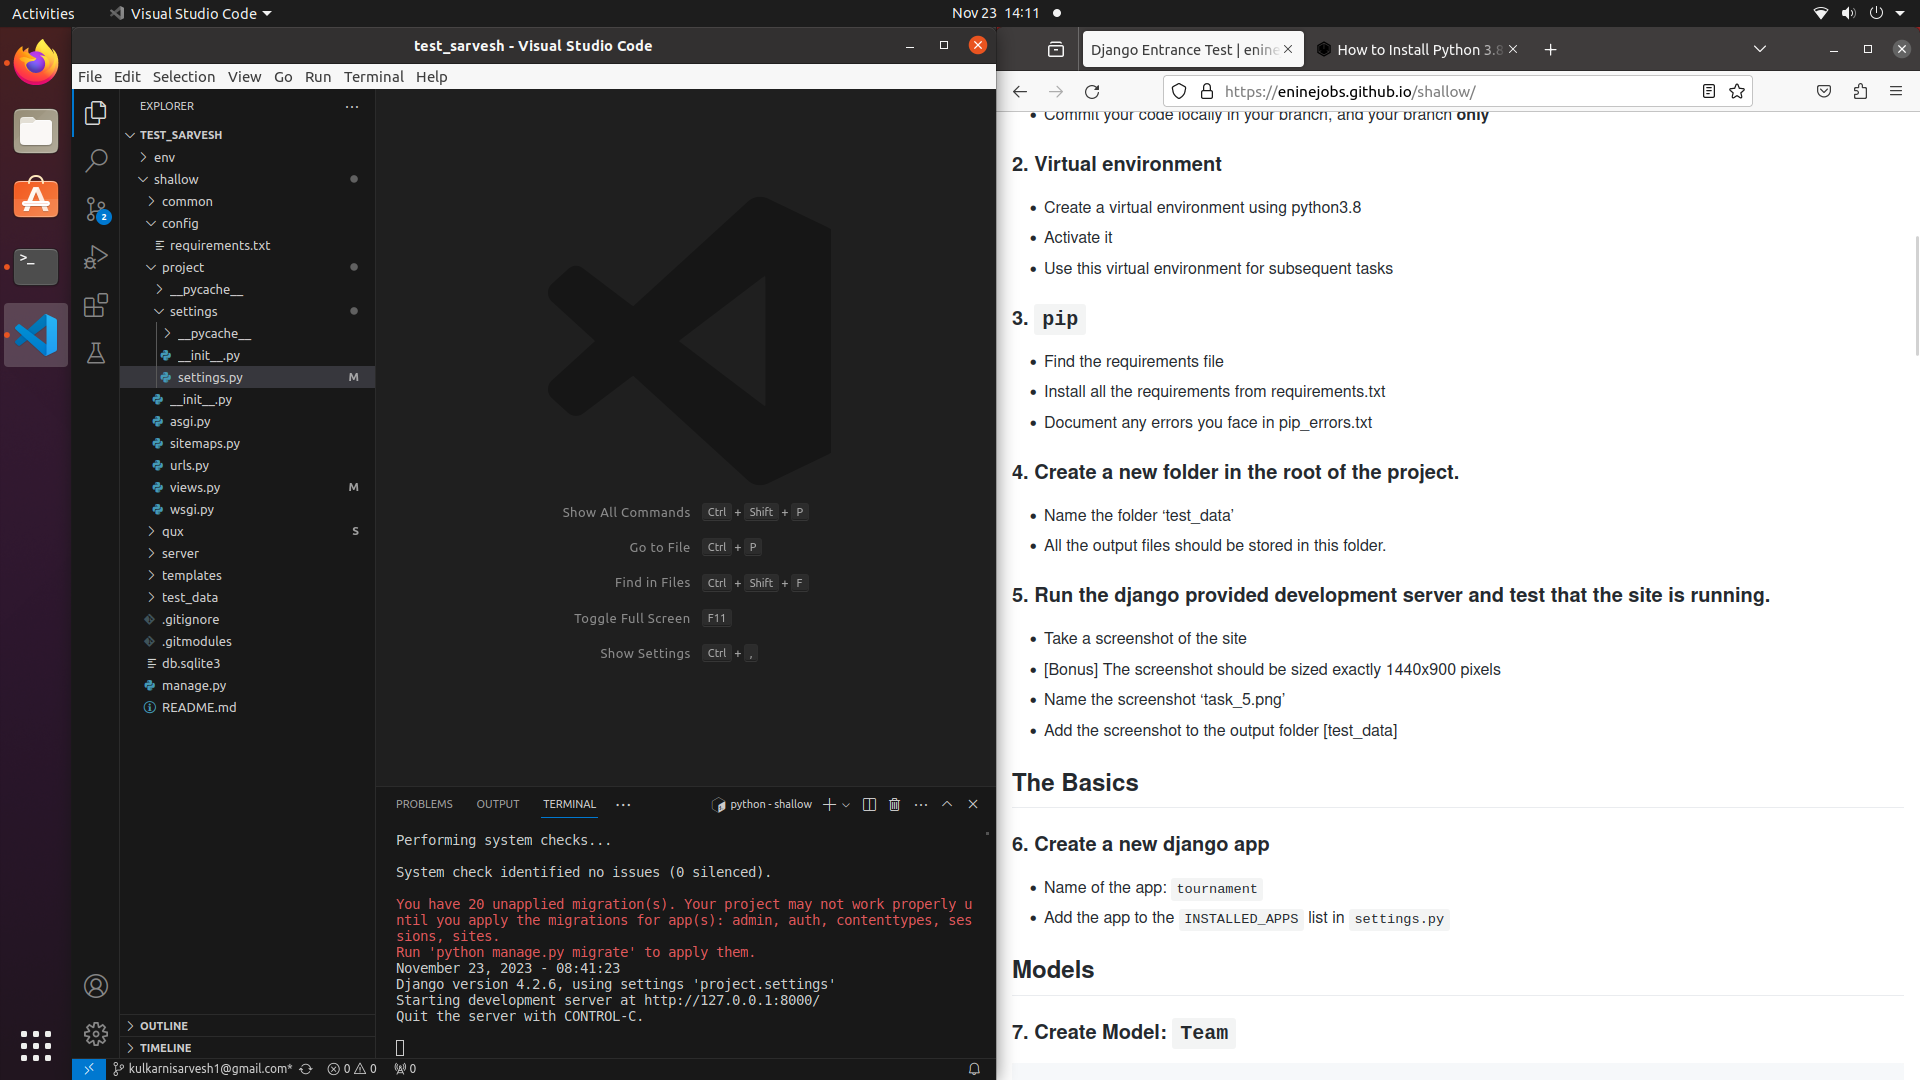 Activities
Visual Studio Code
Nov 23 14:11
test_sarvesh - Visual Studio Code
File Edit Selection View Go Run Terminal Help
EXPLORER
TEST_SARVESH
env
shallow
common
config
requirements.txt
project
__pycache__
settings
__pycache__
__init__.py
settings.py M
__init__.py
asgi.py
sitemaps.py
urls.py
views.py M
wsgi.py
qux S
server
templates
test_data
.gitignore
.gitmodules
db.sqlite3
manage.py
README.md
OUTLINE
TIMELINE
2
Show All Commands Ctrl + Shift + P
Go to File Ctrl + P
Find in Files Ctrl + Shift + F
Toggle Full Screen F11
Show Settings Ctrl + ,
PROBLEMS OUTPUT TERMINAL ··· python - shallow
Performing system checks...
System check identified no issues (0 silenced).
You have 20 unapplied migration(s). Your project may not work properly u
ntil you apply the migrations for app(s): admin, auth, contenttypes, ses
sions, sites.
Run 'python manage.py migrate' to apply them.
November 23, 2023 - 08:41:23
Django version 4.2.6, using settings 'project.settings'
Starting development server at http://127.0.0.1:8000/
Quit the server with CONTROL-C.
kulkarnisarvesh1@gmail.com* 0 0 0
Django Entrance Test | enine
How to Install Python 3.8
https://eninejobs.github.io/shallow/
• Commit your code locally in your branch, and your branch only
2. Virtual environment
• Create a virtual environment using python3.8
• Activate it
• Use this virtual environment for subsequent tasks
3. pip
• Find the requirements file
• Install all the requirements from requirements.txt
• Document any errors you face in pip_errors.txt
4. Create a new folder in the root of the project.
• Name the folder ‘test_data’
• All the output files should be stored in this folder.
5. Run the django provided development server and test that the site is running.
• Take a screenshot of the site
• [Bonus] The screenshot should be sized exactly 1440x900 pixels
• Name the screenshot ‘task_5.png’
• Add the screenshot to the output folder [test_data]
The Basics
6. Create a new django app
• Name of the app: tournament
• Add the app to the INSTALLED_APPS list in settings.py
Models
7. Create Model: Team